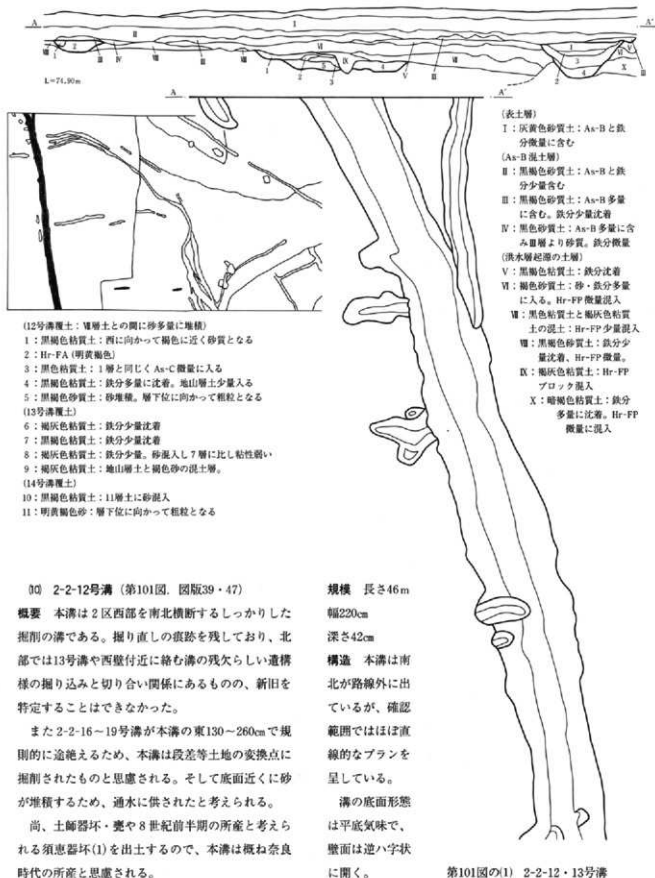 A
A'
Ⅰ
L=74.90m
A
A'
(表土層)
Ⅰ：灰黄色砂質土：As-Bと鉄
分微量に含む
(As-B混土層)
Ⅱ：黒褐色砂質土：As-Bと鉄
分少量含む
Ⅲ：黒褐色砂質土：As-B多量
に含む。鉄分少量沈着
Ⅳ：黒色砂質土：As-B多量に含
みⅢ層より砂質。鉄分微量
(洪水層起源の土層)
Ⅴ：黒褐色粘質土：鉄分沈着
Ⅵ：褐色砂質土：砂・鉄分多量
に入る。Hr-FP微量混入
Ⅶ：黒色粘質土と褐灰色粘質
土の混土：Hr-FP少量混入
Ⅷ：黒褐色砂質土：鉄分少
量沈着、Hr-FP微量。
Ⅸ：褐灰色粘質土：Hr-FP
ブロック混入
Ⅹ：暗褐色粘質土：鉄分
多量に沈着。Hr-FP
微量に混入
(12号溝覆土：Ⅶ層土との間に砂多量に堆積)
1：黒褐色粘質土：西に向かって褐色に近く砂質となる
2：Hr-FA (明黄褐色)
3：黒色粘質土：1層と同じくAs-C微量に入る
4：黒褐色粘質土：鉄分多量に沈着。地山層土少量入る
5：黒褐色砂質土：砂堆積。層下位に向かって粗粒となる
(13号溝覆土)
6：褐灰色粘質土：鉄分少量沈着
7：黒褐色粘質土：鉄分少量沈着
8：褐灰色粘質土：鉄分少量。砂混入し7層に比し粘性弱い
9：褐灰色粘質土：地山層土と褐色砂の混土層。
(14号溝覆土)
10：黒褐色粘質土：11層土に砂混入
11：明黄褐色砂：層下位に向かって粗粒となる
⑽ 2-2-12号溝 (第101図. 図版39・47)
概要 本溝は2区西部を南北横断するしっかりした
掘削の溝である。掘り直しの痕跡を残しており、北
部では13号溝や西壁付近に絡む溝の残欠らしい遺構
様の掘り込みと切り合い関係にあるものの、新旧を
特定することはできなかった。
また2-2-16～19号溝が本溝の東130～260cmで規
則的に途絶えるため、本溝は段差等土地の変換点に
掘削されたものと思慮される。そして底面近くに砂
が堆積するため、通水に供されたと考えられる。
尚、土師器坏・甕や8世紀前半期の所産と考えら
れる須恵器坏(1)を出土するので、本溝は概ね奈良
時代の所産と思慮される。
規模 長さ46m
幅220cm
深さ42cm
構造 本溝は南
北が路線外に出
ているが、確認
範囲ではほぼ直
線的なプランを
呈している。
溝の底面形態
は平底気味で、
壁面は逆ハ字状
に開く。
第101図の(1) 2-2-12・13号溝